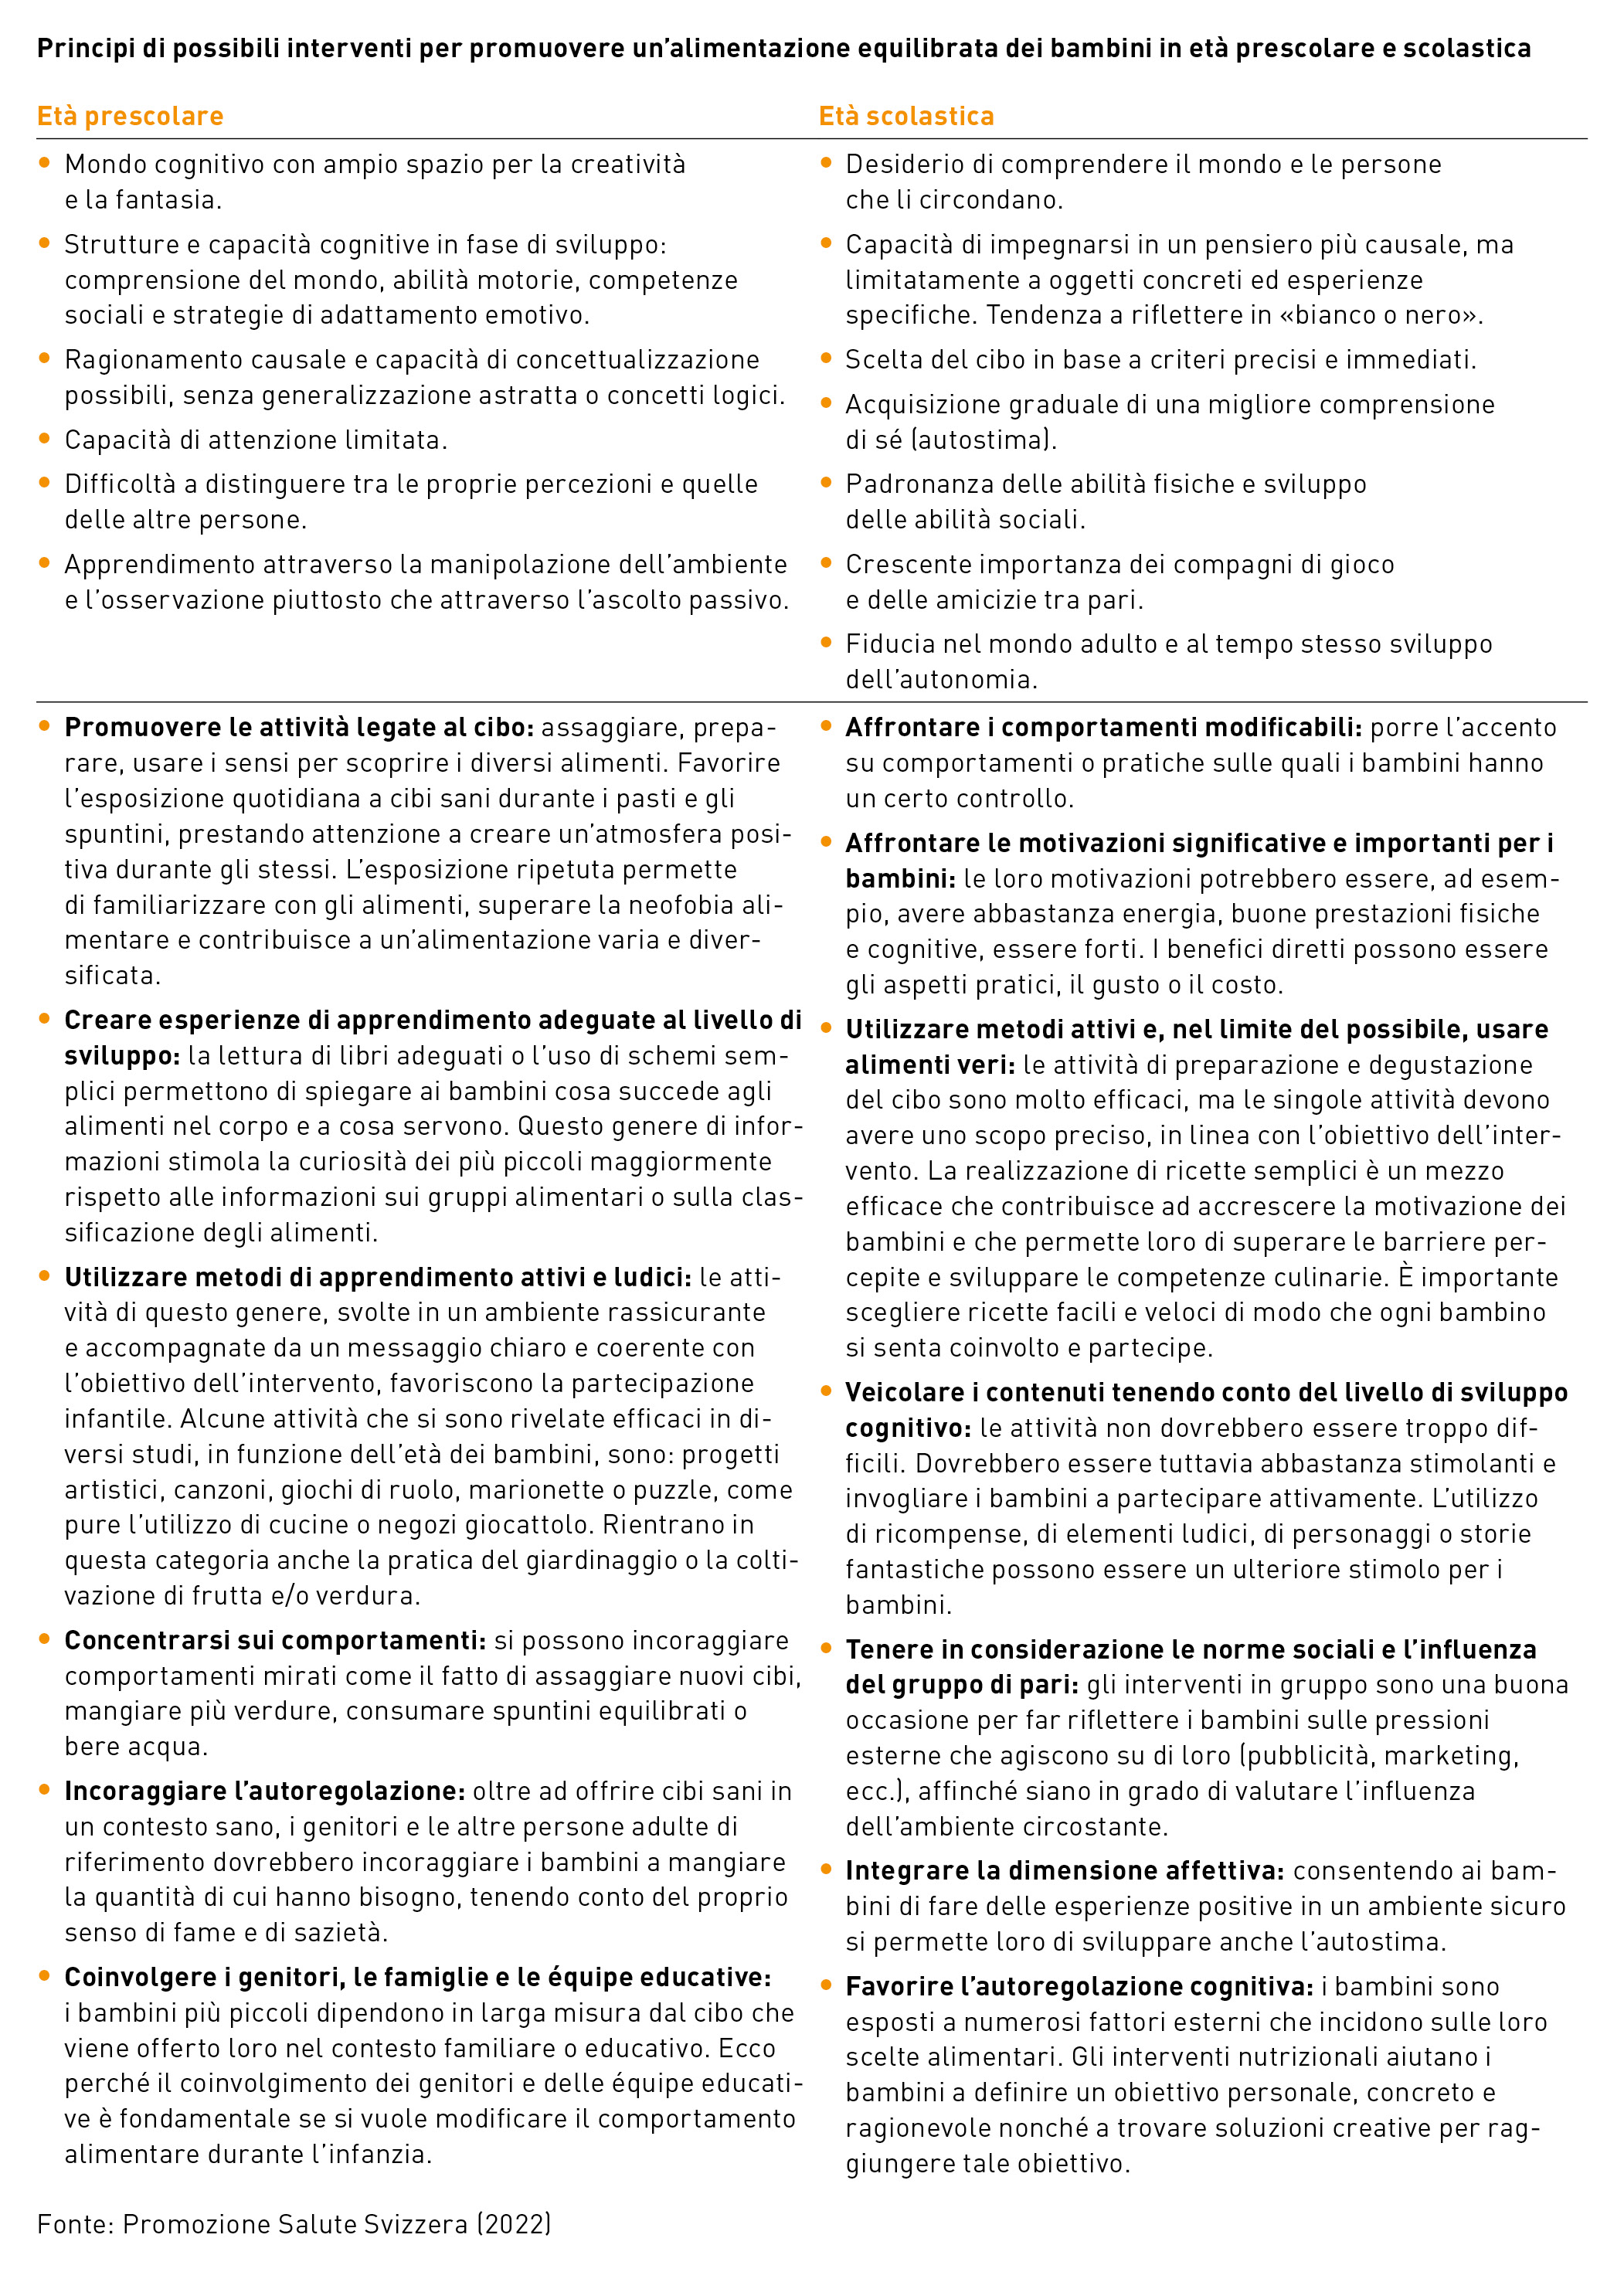 Principi di possibili interventi per promuovere un’alimentazione equilibrata dei bambini in età prescolare e scolastica
Età prescolare
• Mondo cognitivo con ampio spazio per la creatività
e la fantasia.
• Strutture e capacità cognitive in fase di sviluppo:
comprensione del mondo, abilità motorie, competenze
sociali e strategie di adattamento emotivo.
• Ragionamento causale e capacità di concettualizzazione
possibili, senza generalizzazione astratta o concetti logici.
• Capacità di attenzione limitata.
• Difficoltà a distinguere tra le proprie percezioni e quelle
delle altre persone.
• Apprendimento attraverso la manipolazione dell’ambiente
e l’osservazione piuttosto che attraverso l’ascolto passivo.
Età scolastica
• Desiderio di comprendere il mondo e le persone
che li circondano.
• Capacità di impegnarsi in un pensiero più causale, ma
limitatamente a oggetti concreti ed esperienze
specifiche. Tendenza a riflettere in «bianco o nero».
• Scelta del cibo in base a criteri precisi e immediati.
• Acquisizione graduale di una migliore comprensione
di sé (autostima).
• Padronanza delle abilità fisiche e sviluppo
delle abilità sociali.
• Crescente importanza dei compagni di gioco
e delle amicizie tra pari.
• Fiducia nel mondo adulto e al tempo stesso sviluppo
dell’autonomia.
• Promuovere le attività legate al cibo: assaggiare, prepa-
rare, usare i sensi per scoprire i diversi alimenti. Favorire
l’esposizione quotidiana a cibi sani durante i pasti e gli
spuntini, prestando attenzione a creare un’atmosfera posi-
tiva durante gli stessi. L’esposizione ripetuta permette
di familiarizzare con gli alimenti, superare la neofobia ali-
mentare e contribuisce a un’alimentazione varia e diver-
sificata.
• Creare esperienze di apprendimento adeguate al livello di
sviluppo: la lettura di libri adeguati o l’uso di schemi sem-
plici permettono di spiegare ai bambini cosa succede agli
alimenti nel corpo e a cosa servono. Questo genere di infor-
mazioni stimola la curiosità dei più piccoli maggiormente
rispetto alle informazioni sui gruppi alimentari o sulla clas-
sificazione degli alimenti.
• Utilizzare metodi di apprendimento attivi e ludici: le atti-
vità di questo genere, svolte in un ambiente rassicurante
e accompagnate da un messaggio chiaro e coerente con
l’obiettivo dell’intervento, favoriscono la partecipazione
infantile. Alcune attività che si sono rivelate efficaci in di-
versi studi, in funzione dell’età dei bambini, sono: progetti
artistici, canzoni, giochi di ruolo, marionette o puzzle, come
pure l’utilizzo di cucine o negozi giocattolo. Rientrano in
questa categoria anche la pratica del giardinaggio o la colti-
vazione di frutta e/o verdura.
• Concentrarsi sui comportamenti: si possono incoraggiare
comportamenti mirati come il fatto di assaggiare nuovi cibi,
mangiare più verdure, consumare spuntini equilibrati o
bere acqua.
• Incoraggiare l’autoregolazione: oltre ad offrire cibi sani in
un contesto sano, i genitori e le altre persone adulte di
riferimento dovrebbero incoraggiare i bambini a mangiare
la quantità di cui hanno bisogno, tenendo conto del proprio
senso di fame e di sazietà.
• Coinvolgere i genitori, le famiglie e le équipe educative:
i bambini più piccoli dipendono in larga misura dal cibo che
viene offerto loro nel contesto familiare o educativo. Ecco
perché il coinvolgimento dei genitori e delle équipe educati-
ve è fondamentale se si vuole modificare il comportamento
alimentare durante l’infanzia.
• Affrontare i comportamenti modificabili: porre l’accento
su comportamenti o pratiche sulle quali i bambini hanno
un certo controllo.
• Affrontare le motivazioni significative e importanti per i
bambini: le loro motivazioni potrebbero essere, ad esem-
pio, avere abbastanza energia, buone prestazioni fisiche
e cognitive, essere forti. I benefici diretti possono essere
gli aspetti pratici, il gusto o il costo.
• Utilizzare metodi attivi e, nel limite del possibile, usare
alimenti veri: le attività di preparazione e degustazione
del cibo sono molto efficaci, ma le singole attività devono
avere uno scopo preciso, in linea con l’obiettivo dell’inter-
vento. La realizzazione di ricette semplici è un mezzo
efficace che contribuisce ad accrescere la motivazione dei
bambini e che permette loro di superare le barriere per-
cepite e sviluppare le competenze culinarie. È importante
scegliere ricette facili e veloci di modo che ogni bambino
si senta coinvolto e partecipe.
• Veicolare i contenuti tenendo conto del livello di sviluppo
cognitivo: le attività non dovrebbero essere troppo dif-
ficili. Dovrebbero essere tuttavia abbastanza stimolanti e
invogliare i bambini a partecipare attivamente. L’utilizzo
di ricompense, di elementi ludici, di personaggi o storie
fantastiche possono essere un ulteriore stimolo per i
bambini.
• Tenere in considerazione le norme sociali e l’influenza
del gruppo di pari: gli interventi in gruppo sono una buona
occasione per far riflettere i bambini sulle pressioni
esterne che agiscono su di loro (pubblicità, marketing,
ecc.), affinché siano in grado di valutare l’influenza
dell’ambiente circostante.
• Integrare la dimensione affettiva: consentendo ai bam-
bini di fare delle esperienze positive in un ambiente sicuro
si permette loro di sviluppare anche l’autostima.
• Favorire l’autoregolazione cognitiva: i bambini sono
esposti a numerosi fattori esterni che incidono sulle loro
scelte alimentari. Gli interventi nutrizionali aiutano i
bambini a definire un obiettivo personale, concreto e
ragionevole nonché a trovare soluzioni creative per rag-
giungere tale obiettivo.
Fonte: Promozione Salute Svizzera (2022)